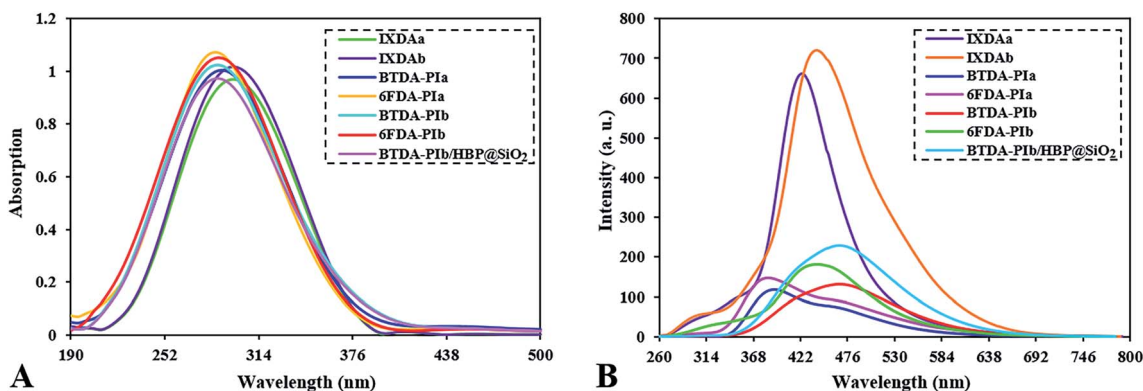 1.2
1
0.8
0.6
0.4
0.2
0
Absorption
190 252 314 376 438 500
Wavelength (nm)
IXDAa
IXDAb
BTDA-PIa
6FDA-PIa
BTDA-PIb
6FDA-PIb
BTDA-PIb/HBP@SiO₂
A
800
700
600
500
400
300
200
100
0
Intensity (a. u.)
260 314 368 422 476 530 584 638 692 746 800
Wavelength (nm)
IXDAa
IXDAb
BTDA-PIa
6FDA-PIa
BTDA-PIb
6FDA-PIb
BTDA-PIb/HBP@SiO₂
B